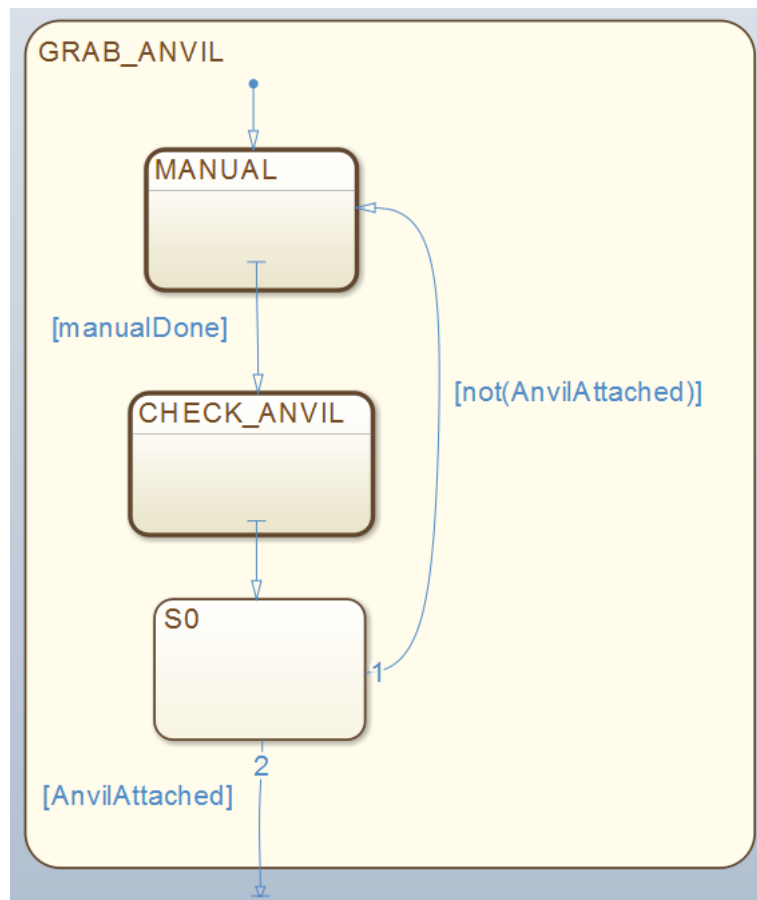 GRAB_ANVIL
MANUAL
[manualDone]
[not(AnvilAttached)]
CHECK_ANVIL
S0
1
2
[AnvilAttached]